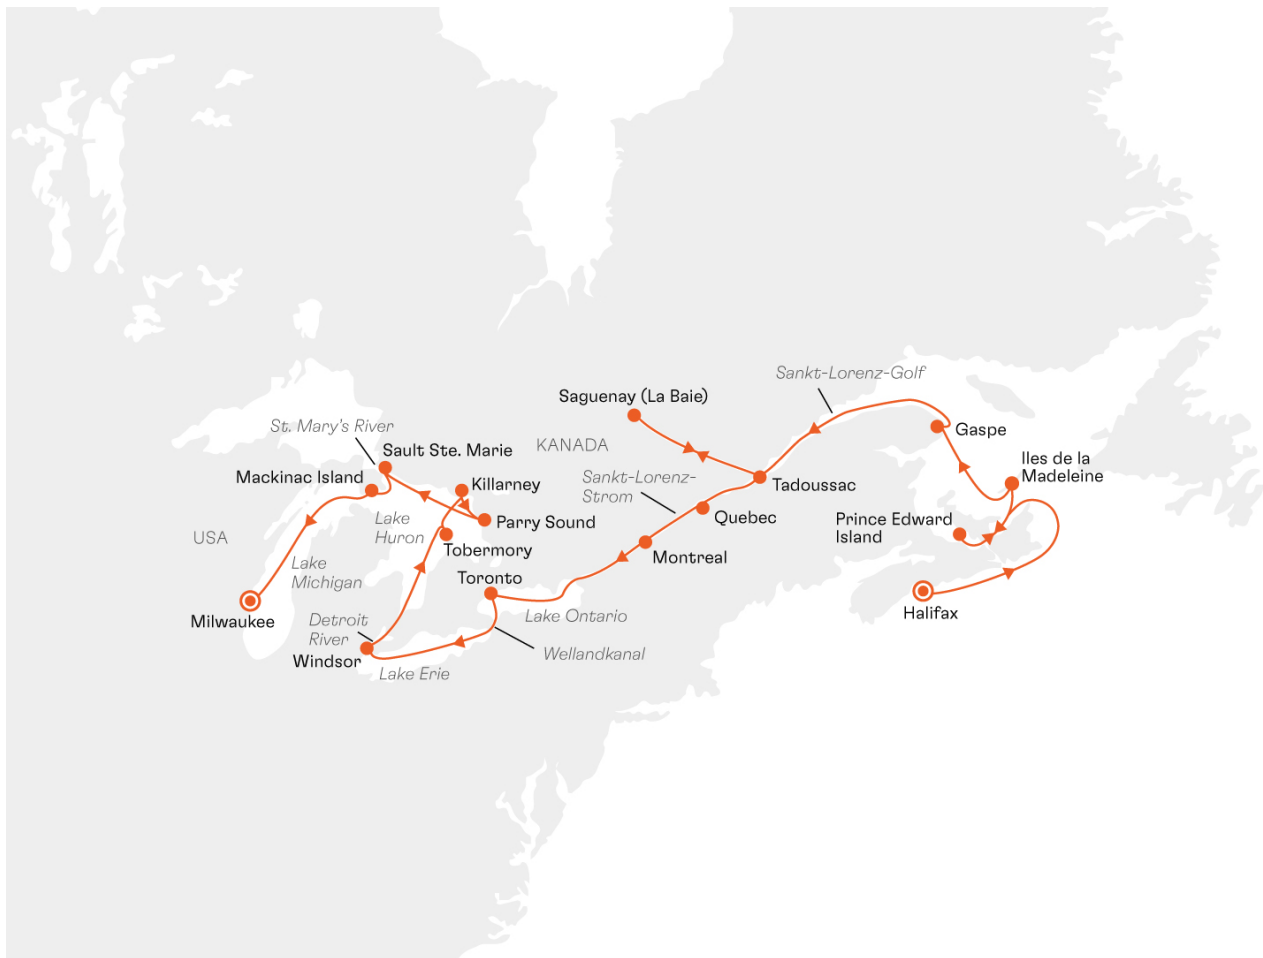 Sankt-Lorenz-Golf
Saguenay (La Baie)
St. Mary's River
KANADA
Gaspe
Sault Ste. Marie
Iles de la
Madeleine
Mackinac Island
Killarney
Sankt-Lorenz-
Strom
Tadoussac
Lake
Huron
Parry Sound
Quebec
Prince Edward
Island
USA
Tobermory
Montreal
Lake
Michigan
Toronto
Milwaukee
Detroit
River
Lake Ontario
Halifax
Windsor
Wellandkanal
Lake Erie